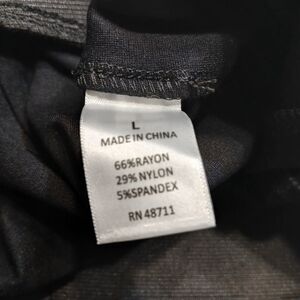 L
MADE IN CHINA
66%RAYON
29%NYLON
5%SPANDEX
RN 48711